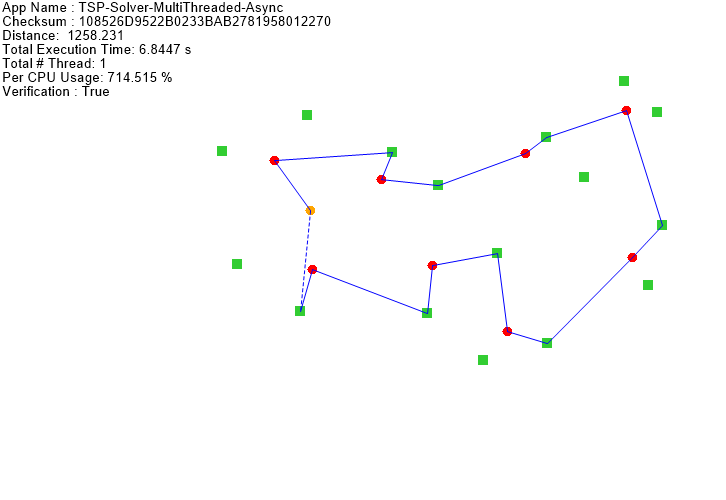 App Name : TSP-Solver-MultiThreaded-Async
Checksum : 108526D9522B0233BAB2781958012270
Distance:  1258.231
Total Execution Time: 6.8447 s
Total # Thread: 1
Per CPU Usage: 714.515 %
Verification : True